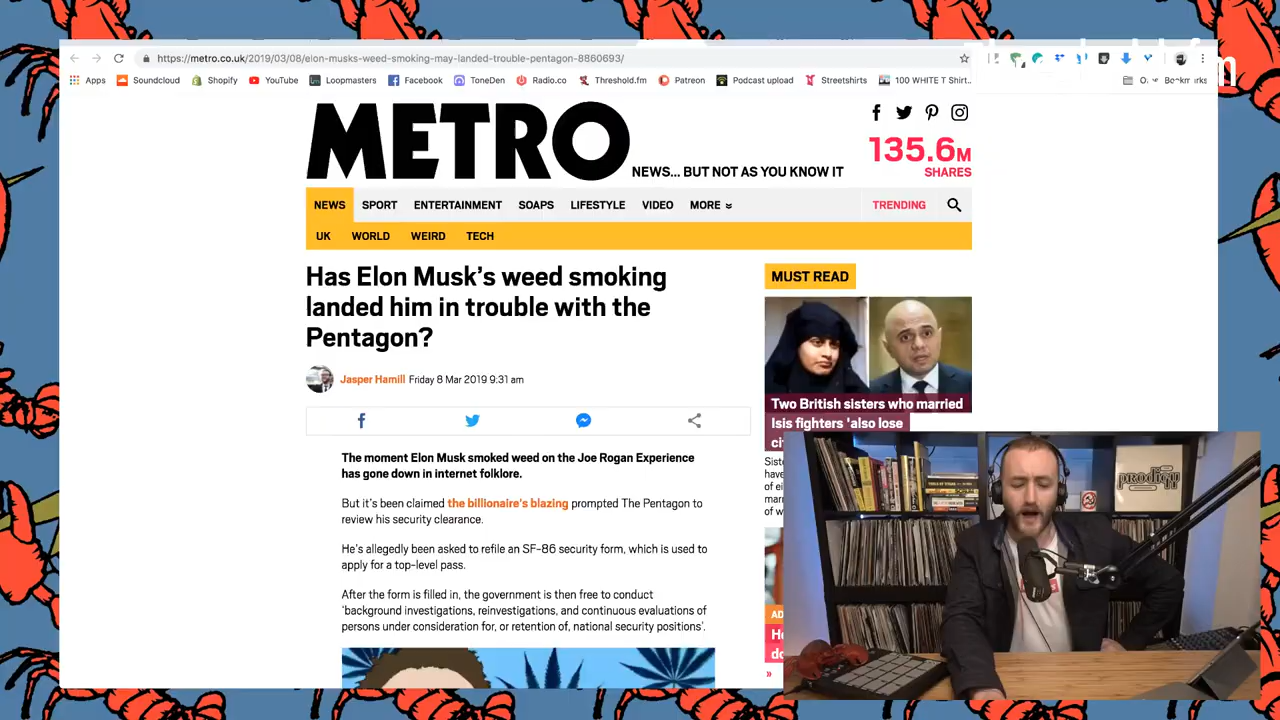 https://metro.co.uk/2019/03/08/elon-musks-weed-smoking-may-landed-trouble-pentagon-8860693/
Apps Soundcloud Shopify YouTube Loopmasters Facebook ToneDen Radio.co Threshold.fm Patreon Podcast upload Streetshirts 100 WHITE T Shirt... Bookmarks
METRO
NEWS... BUT NOT AS YOU KNOW IT
135.6M
SHARES
NEWS SPORT ENTERTAINMENT SOAPS LIFESTYLE VIDEO MORE TRENDING
UK WORLD WEIRD TECH
Has Elon Musk's weed smoking
landed him in trouble with the
Pentagon?
Jasper Hamill Friday 8 Mar 2019 9:31 am
The moment Elon Musk smoked weed on the Joe Rogan Experience
has gone down in internet folklore.
But it's been claimed the billionaire's blazing prompted The Pentagon to
review his security clearance.
He's allegedly been asked to refile an SF-86 security form, which is used to
apply for a top-level pass.
After the form is filled in, the government is then free to conduct
'background investigations, reinvestigations, and continuous evaluations of
persons under consideration for, or retention of, national security positions'.
MUST READ
Two British sisters who married
Isis fighters 'also lose
prodigy